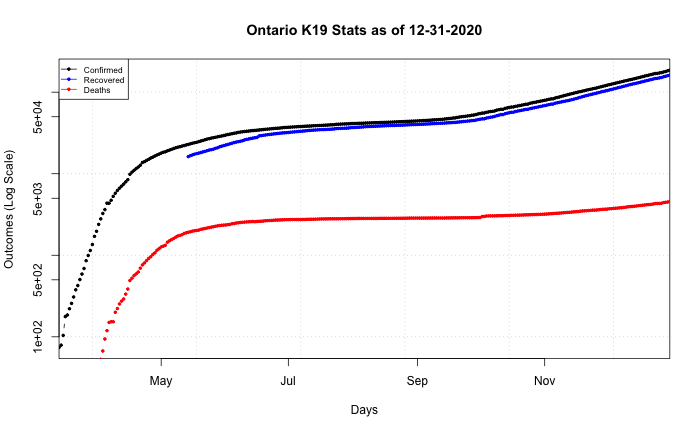 Ontario K19 Stats as of 12-31-2020
Confirmed
Recovered
Deaths
Outcomes (Log Scale)
5e+04
5e+03
5e+02
1e+02
May
Jul
Sep
Nov
Days